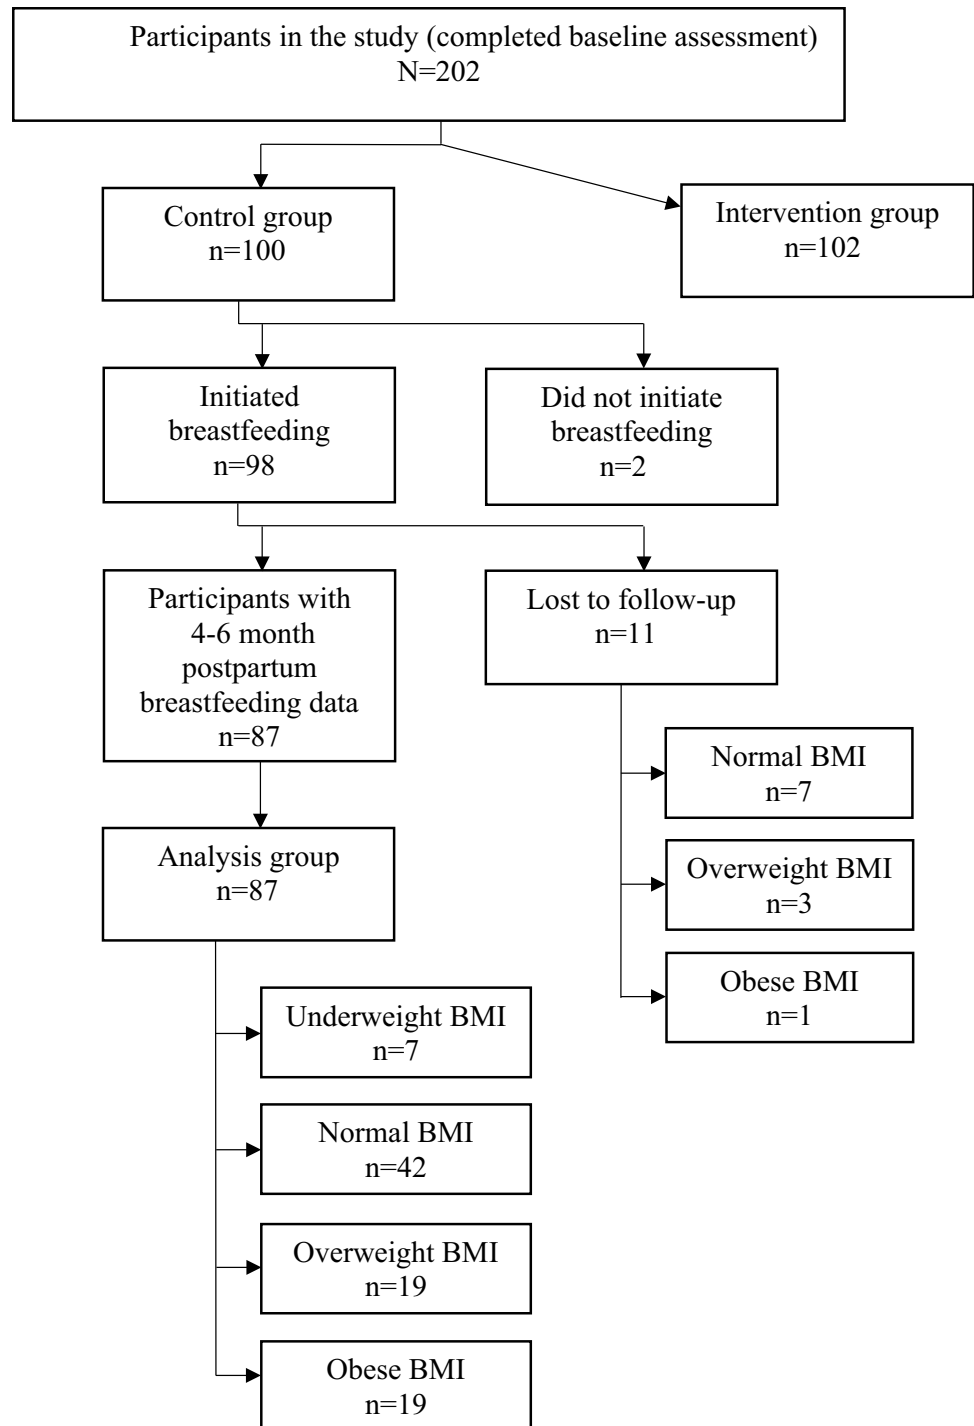 Participants in the study (completed baseline assessment)
N=202
Control group
n=100
Intervention group
n=102
Initiated
breastfeeding
n=98
Did not initiate
breastfeeding
n=2
Participants with
4-6 month
postpartum
breastfeeding data
n=87
Lost to follow-up
n=11
Normal BMI
n=7
Overweight BMI
n=3
Obese BMI
n=1
Analysis group
n=87
Underweight BMI
n=7
Normal BMI
n=42
Overweight BMI
n=19
Obese BMI
n=19